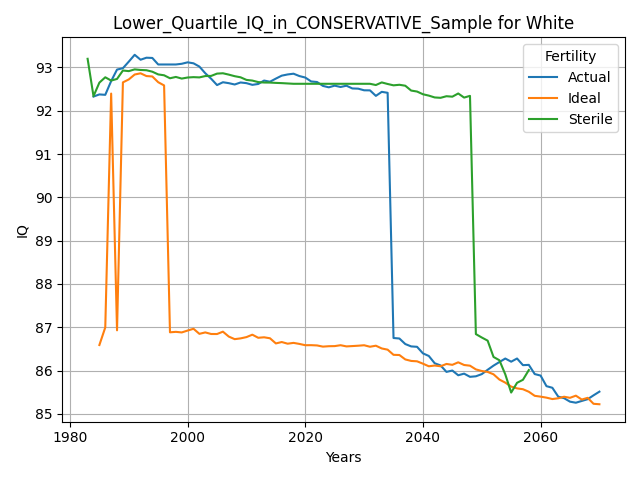 Lower_Quartile_IQ_in_CONSERVATIVE_Sample for White
Fertility
Actual
Ideal
Sterile
IQ
93
92
91
90
89
88
87
86
85
1980
2000
2020
2040
2060
Years